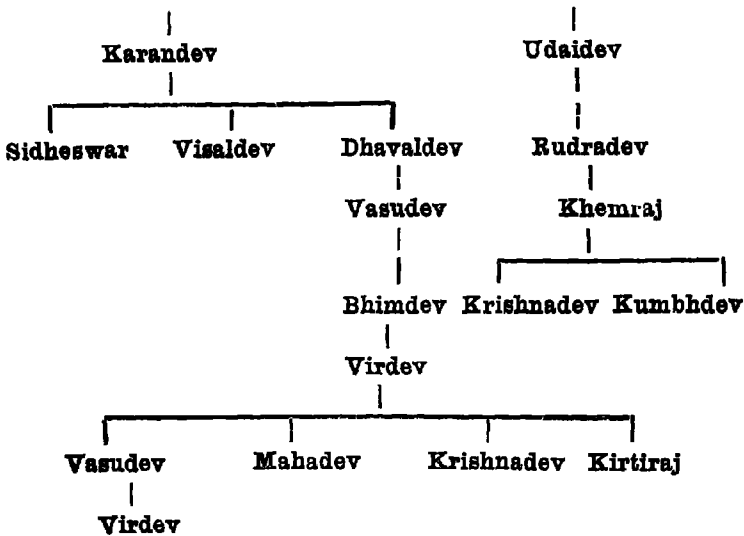 Karandev Udaidev
Sidheswar Visaldev Dhavaldev Rudradev
Vasudev Khemraj
Bhimdev Krishnadev Kumbhdev
Virdev
Vasudev Mahadev Krishnadev Kirtiraj
Virdev